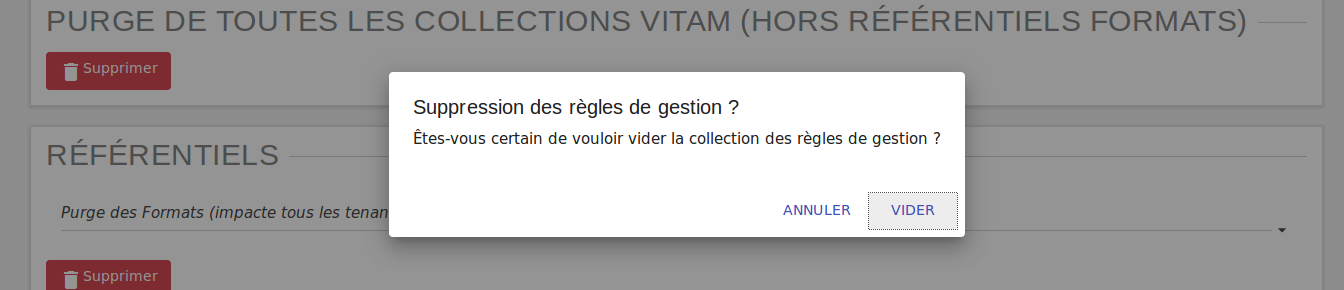 PURGE DE TOUTES LES COLLECTIONS VITAM (HORS RÉFÉRENTIELS FORMATS)
Supprimer
Suppression des règles de gestion ?
Êtes-vous certain de vouloir vider la collection des règles de gestion ?
ANNULER VIDER
RÉFÉRENTIELS
Purge des Formats (impacte tous les tenan
Supprimer